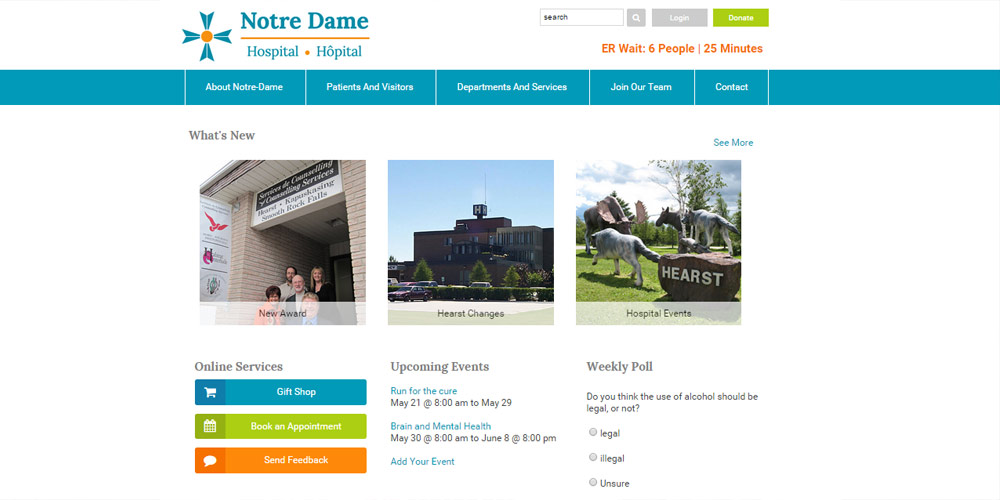 Notre Dame
Hospital • Hôpital
search
Login
Donate
ER Wait: 6 People | 25 Minutes
About Notre-Dame
Patients And Visitors
Departments And Services
Join Our Team
Contact
What's New
See More
Services de Counselling
Counselling Services
Hearst - Kapuskasing
Smooth Rock Falls
New Award
H
Hearst Changes
HEARST
Hospital Events
Online Services
Gift Shop
Book an Appointment
Send Feedback
Upcoming Events
Run for the cure
May 21 @ 8:00 am to May 29
Brain and Mental Health
May 30 @ 8:00 am to June 8 @ 8:00 pm
Add Your Event
Weekly Poll
Do you think the use of alcohol should be
legal, or not?
legal
illegal
Unsure